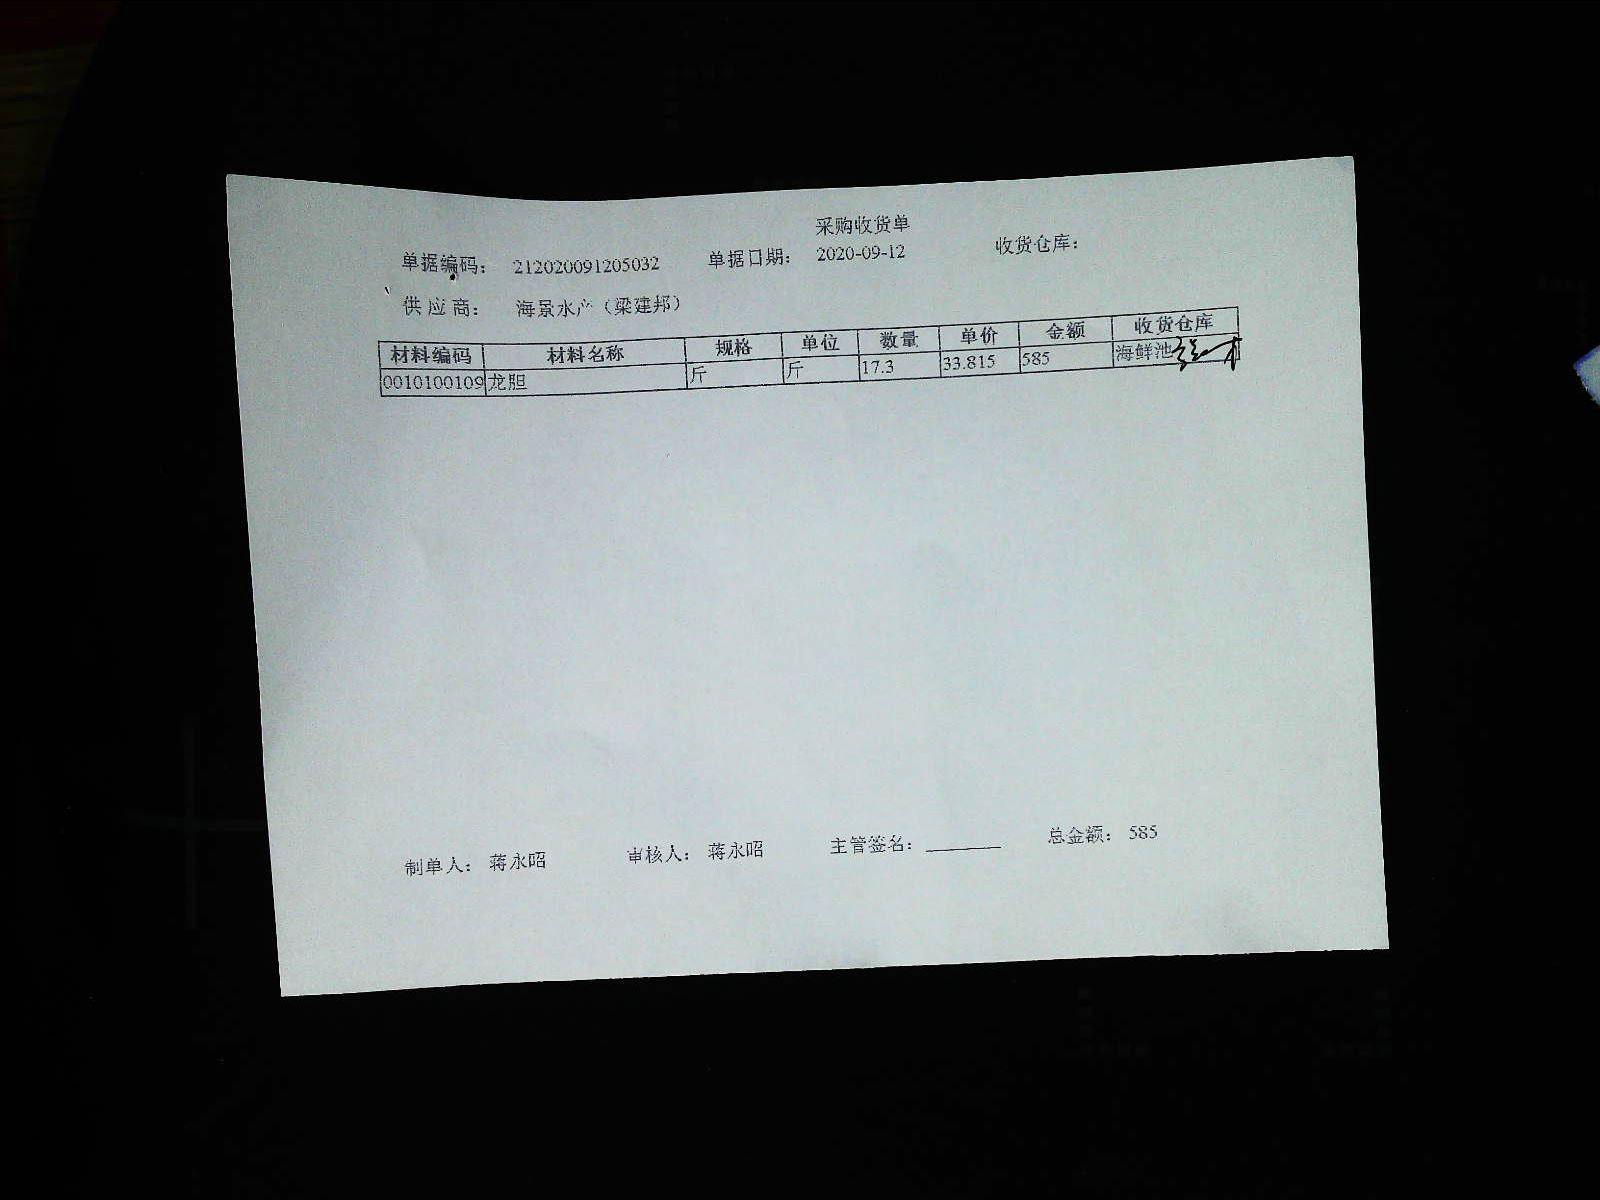 采购收货单
单据编码： 212020091205032 单据日期： 2020-09-12 收货仓库：
供应商： 海景水产（梁建邦）
材料编码 材料名称 规格 单位 数量 单价 金额 收货仓库
0010100109 龙胆 斤 斤 17.3 33.815 585 海鲜池
制单人： 蒋永昭 审核人： 蒋永昭 主管签名：________ 总金额： 585